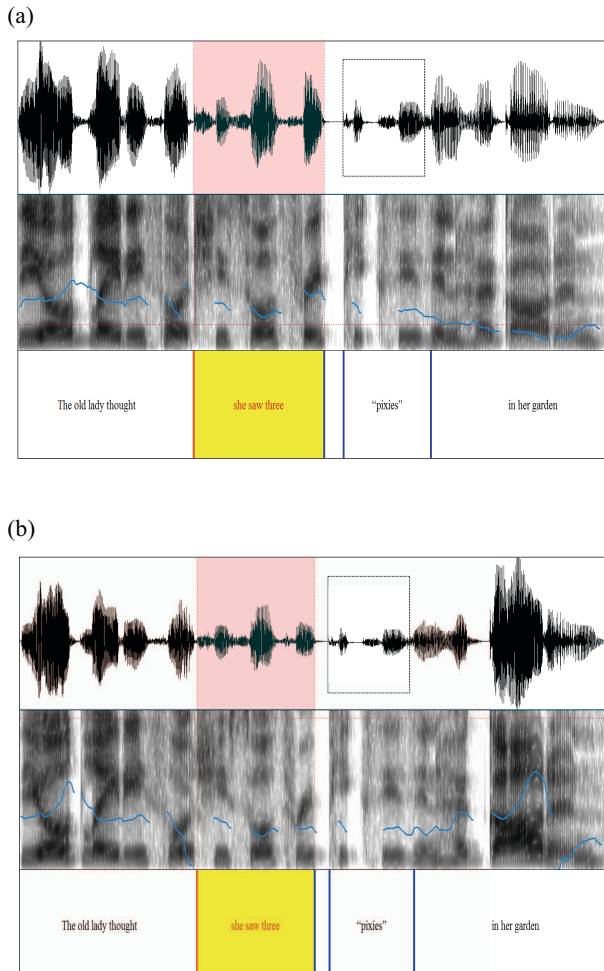 (a)
The old lady thought she saw three “pixies” in her garden
(b)
The old lady thought she saw three “pixies” in her garden